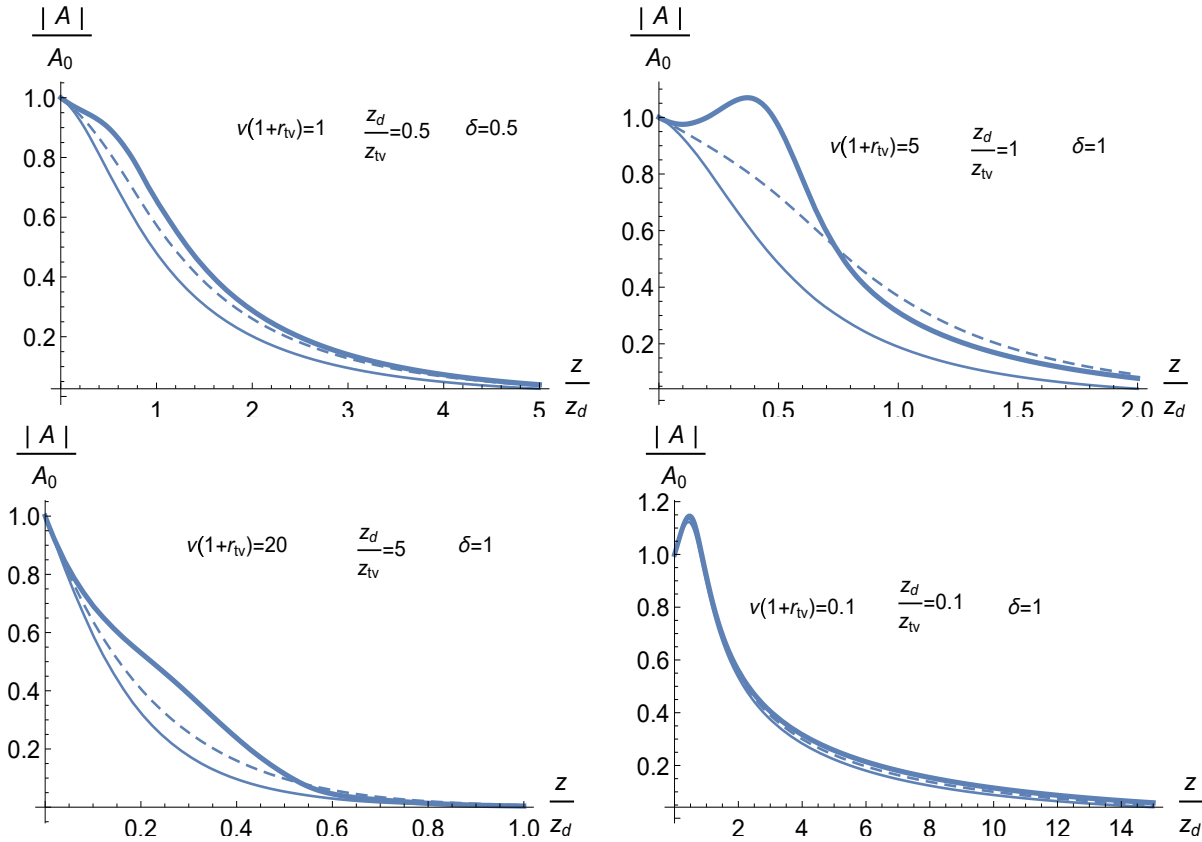 | A |
A0
1.0
0.8
0.6
0.4
0.2
1
2
3
4
5
z
zd
ν(1+rtv)=1
zd
ztv
=0.5
δ=0.5
| A |
A0
1.0
0.8
0.6
0.4
0.2
0.5
1.0
1.5
2.0
z
zd
ν(1+rtv)=5
zd
ztv
=1
δ=1
| A |
A0
1.0
0.8
0.6
0.4
0.2
0.2
0.4
0.6
0.8
1.0
z
zd
ν(1+rtv)=20
zd
ztv
=5
δ=1
| A |
A0
1.2
1.0
0.8
0.6
0.4
0.2
2
4
6
8
10
12
14
z
zd
ν(1+rtv)=0.1
zd
ztv
=0.1
δ=1